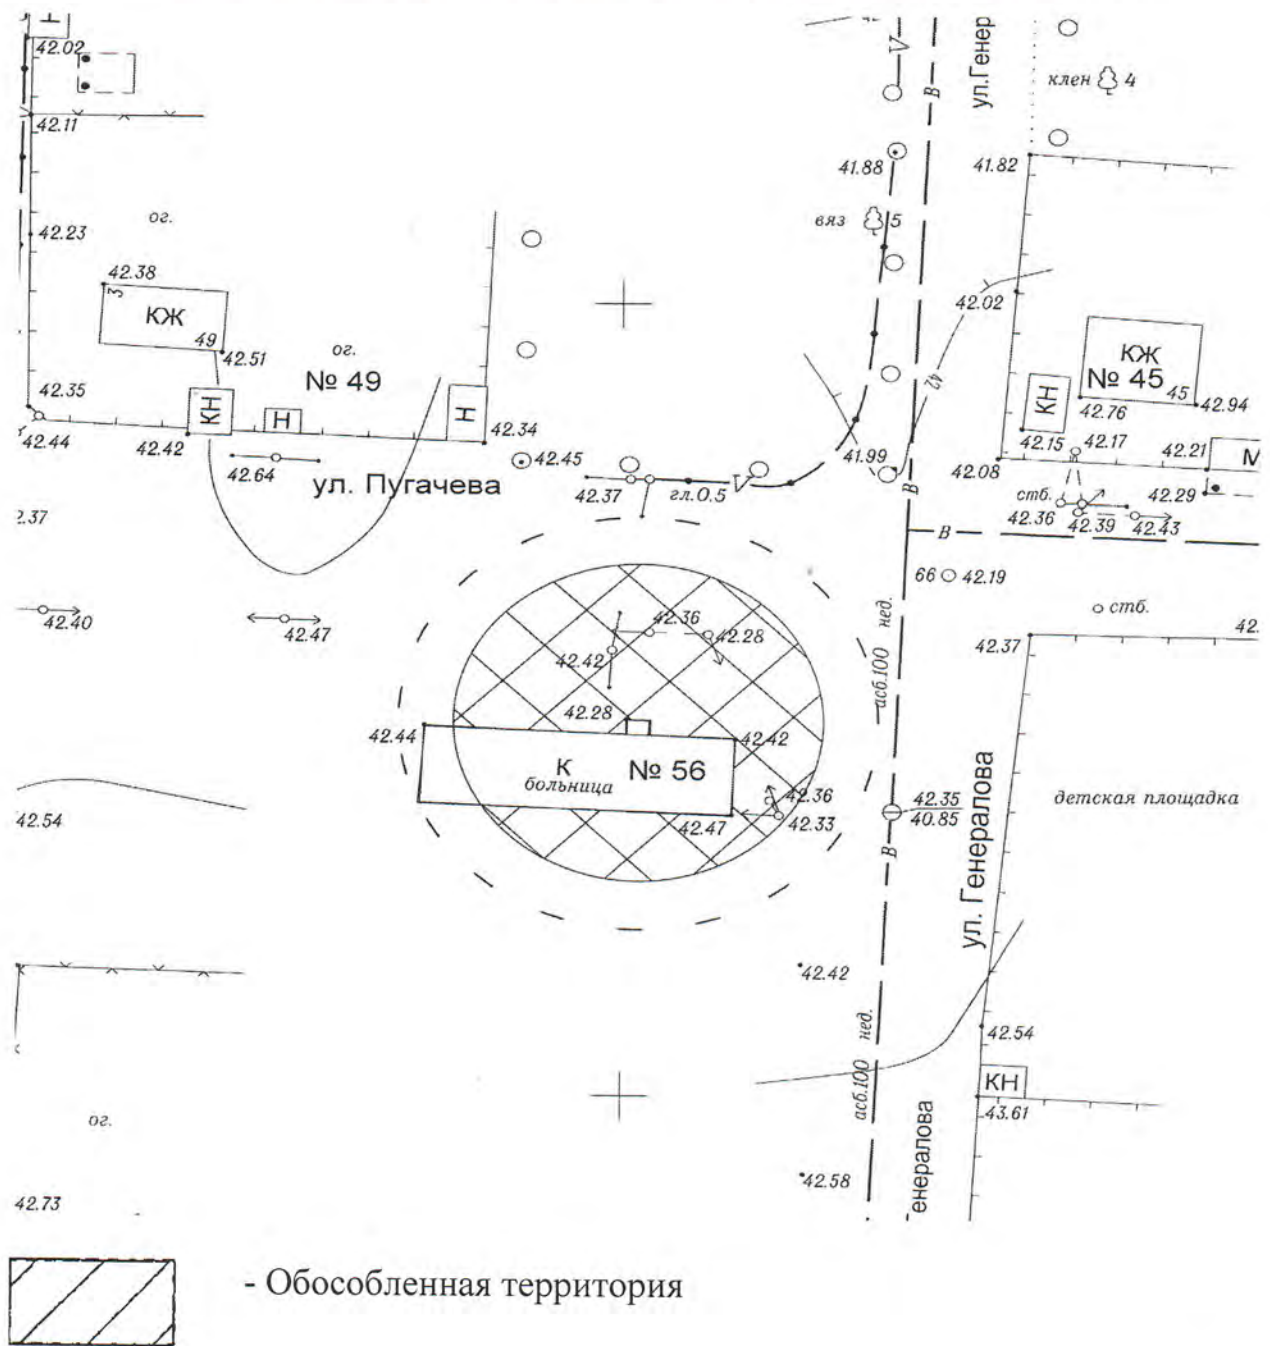 42.02
ул.Генер
V
В
клен 4
42.11
41.88
41.82
вяз 5
ог.
42.23
42.38
3
КЖ
49
42.51
ог.
№ 49
42.02
42
КЖ
№ 45
45
42.76
42.94
42.35
КН
Н
Н
КН
42.44
42.42
42.34
42.15
42.17
42.21
М
42.64
42.45
41.99
42.08
ул. Пугачева
42.37
гл.0.5
V
В
стб.
42.29
42.36
42.39
42.43
2.37
В
66
42.19
стб.
42.40
42.47
42.36
42.28
42.37
42.
42.42
асб.100 нед.
42.28
42.44
42.42
К
больница
№ 56
42.36
42.35
40.85
детская площадка
42.54
42.47
42.33
В
ул. Генералова
42.42
асб.100 нед.
42.54
КН
43.61
ог.
енералова
42.58
42.73
- Обособленная территория